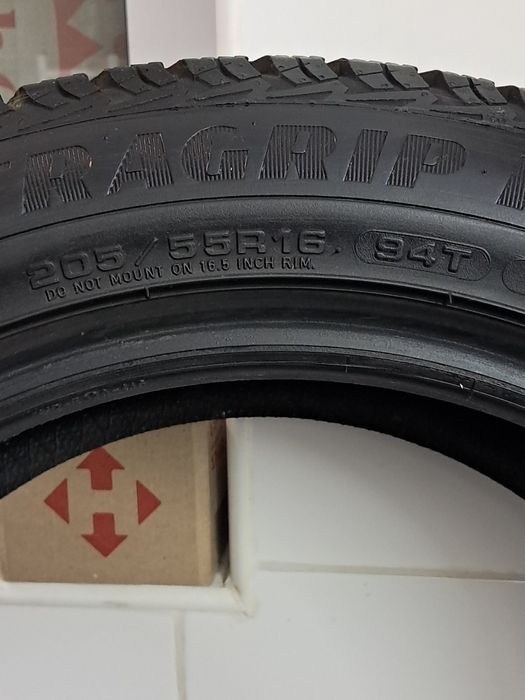 RAGRIP
205/55R16 94T
DO NOT MOUNT ON 16.5 INCH RIM.